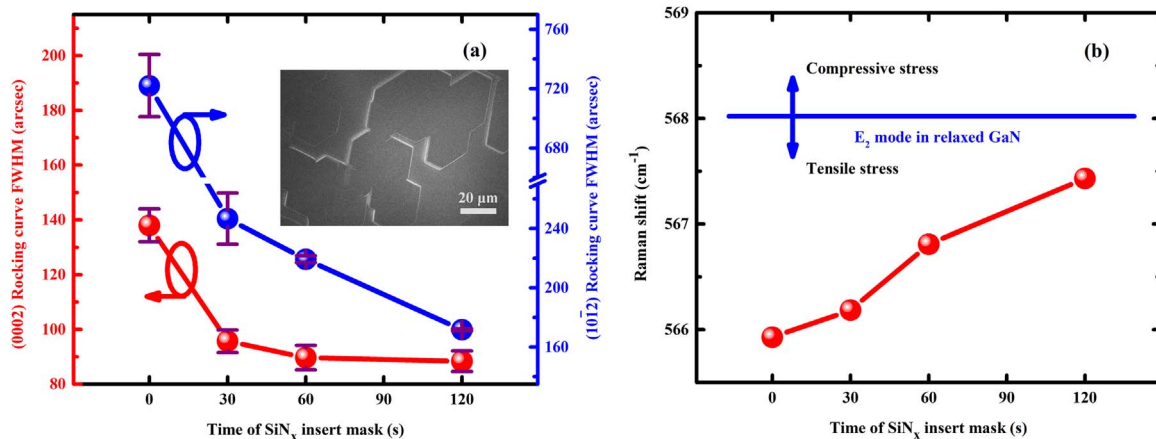 (a)
200
180
160
140
120
100
80
(0002) Rocking curve FWHM (arcsec)
760
720
680
240
200
160
(101̄2) Rocking curve FWHM (arcsec)
20 µm
0 30 60 90 120
Time of SiNx insert mask (s)
(b)
569
568
567
566
Raman shift (cm⁻¹)
Compressive stress
E₂ mode in relaxed GaN
Tensile stress
0 30 60 90 120
Time of SiNx insert mask (s)